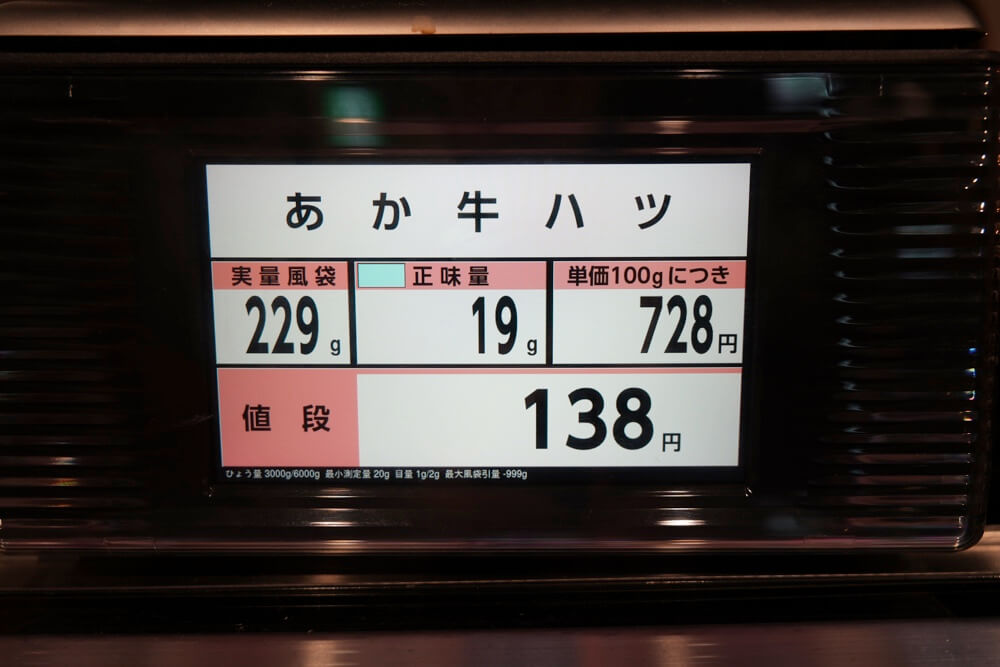 あか牛ハツ
実量風袋 正味量 単価100gにつき
229g 19g 728円
値段 138円
ひょう量 3000g/6000g 最小測定量 20g 目量 1g/2g 最大風袋引量 -999g